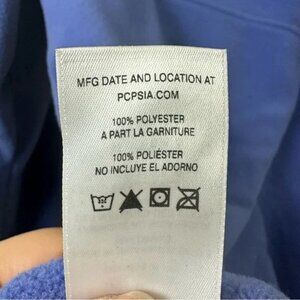 MFG DATE AND LOCATION AT
PCPSIA.COM
100% POLYESTER
A PART LA GARNITURE
100% POLIÉSTER
NO INCLUYE EL ADORNO